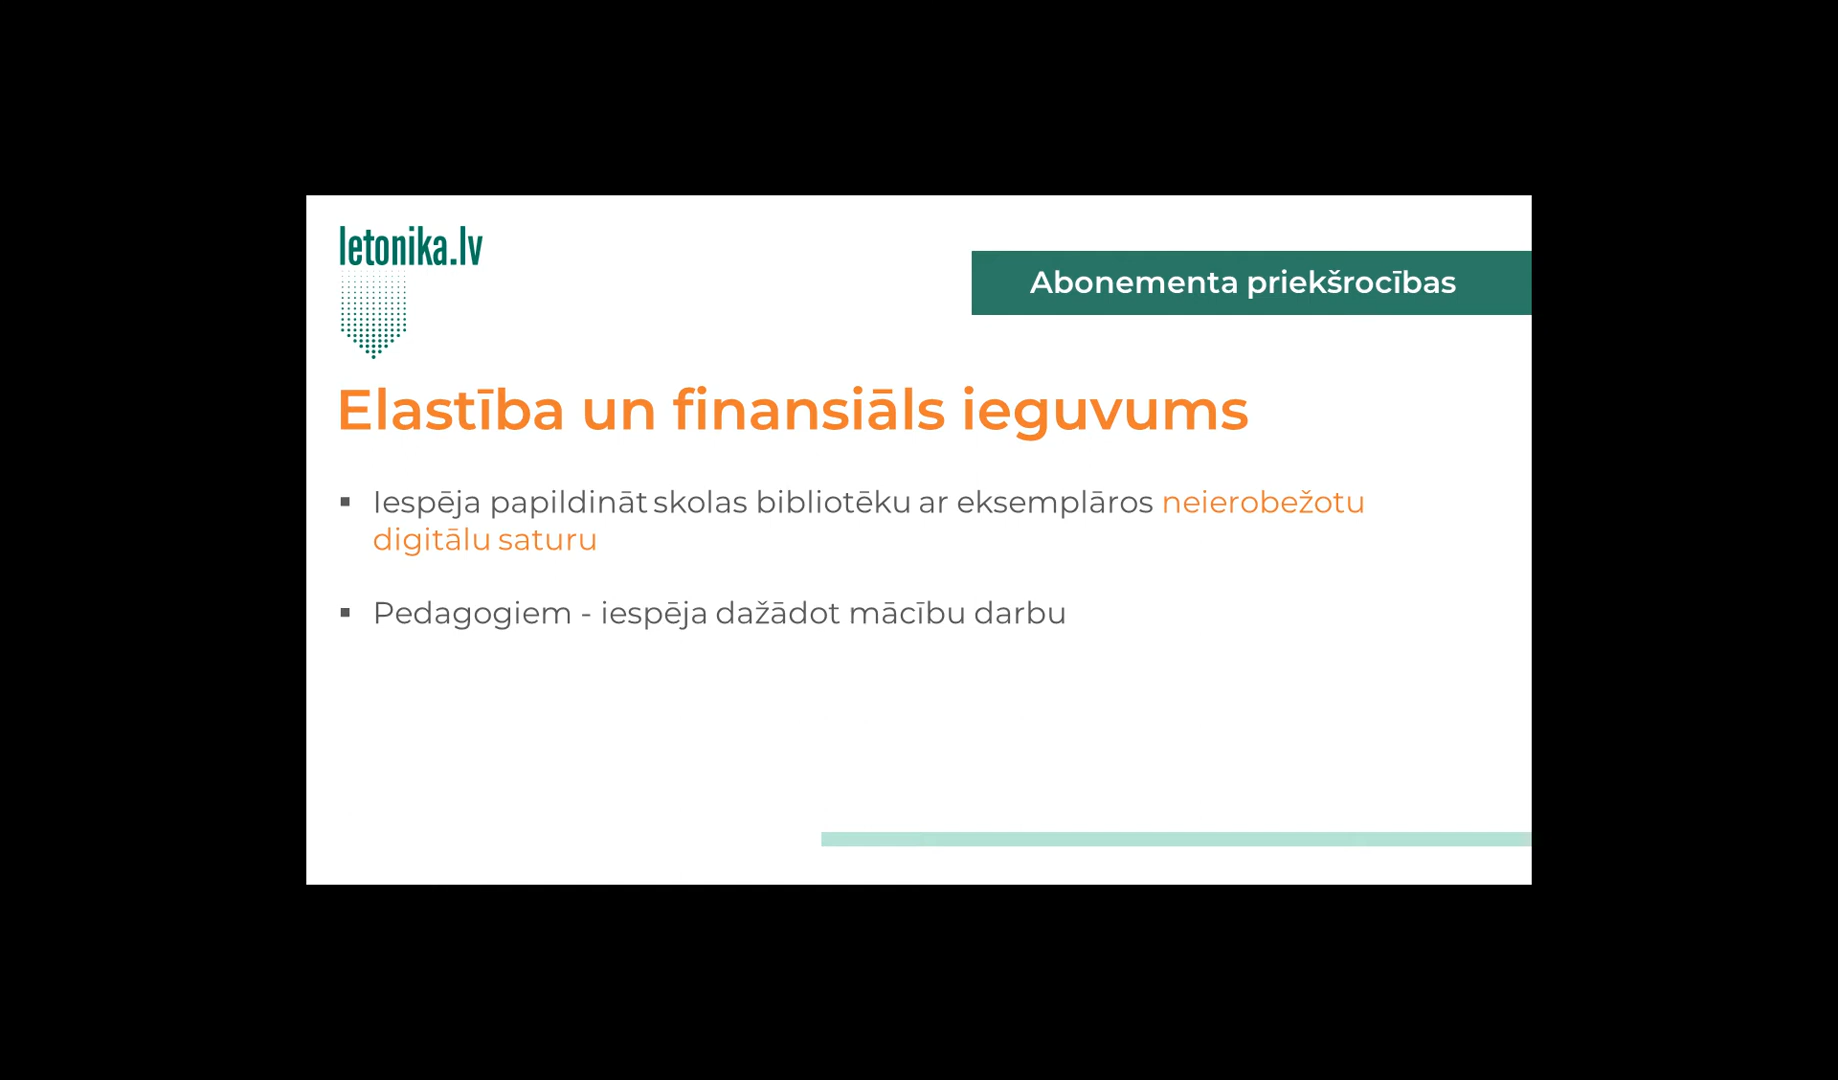 letonika.lv
Abonementa priekšrocības
Elastība un finansiāls ieguvums
▪ Iespēja papildināt skolas bibliotēku ar eksemplāros neierobežotu
digitālu saturu
▪ Pedagogiem - iespēja dažādot mācību darbu